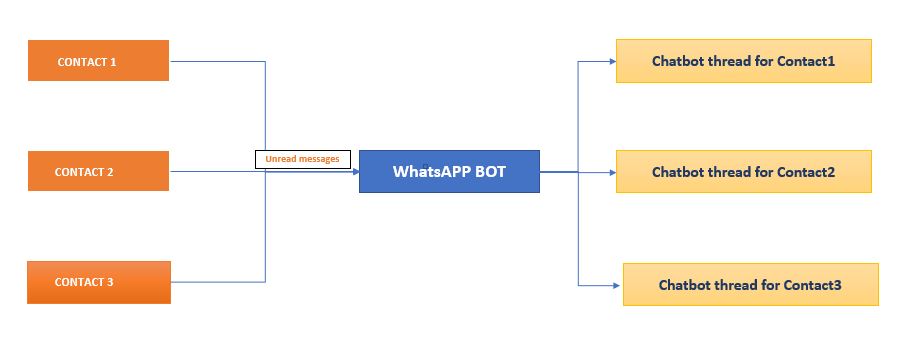 CONTACT 1
Chatbot thread for Contact1
Unread messages
CONTACT 2
WhatsAPP BOT
Chatbot thread for Contact2
CONTACT 3
Chatbot thread for Contact3